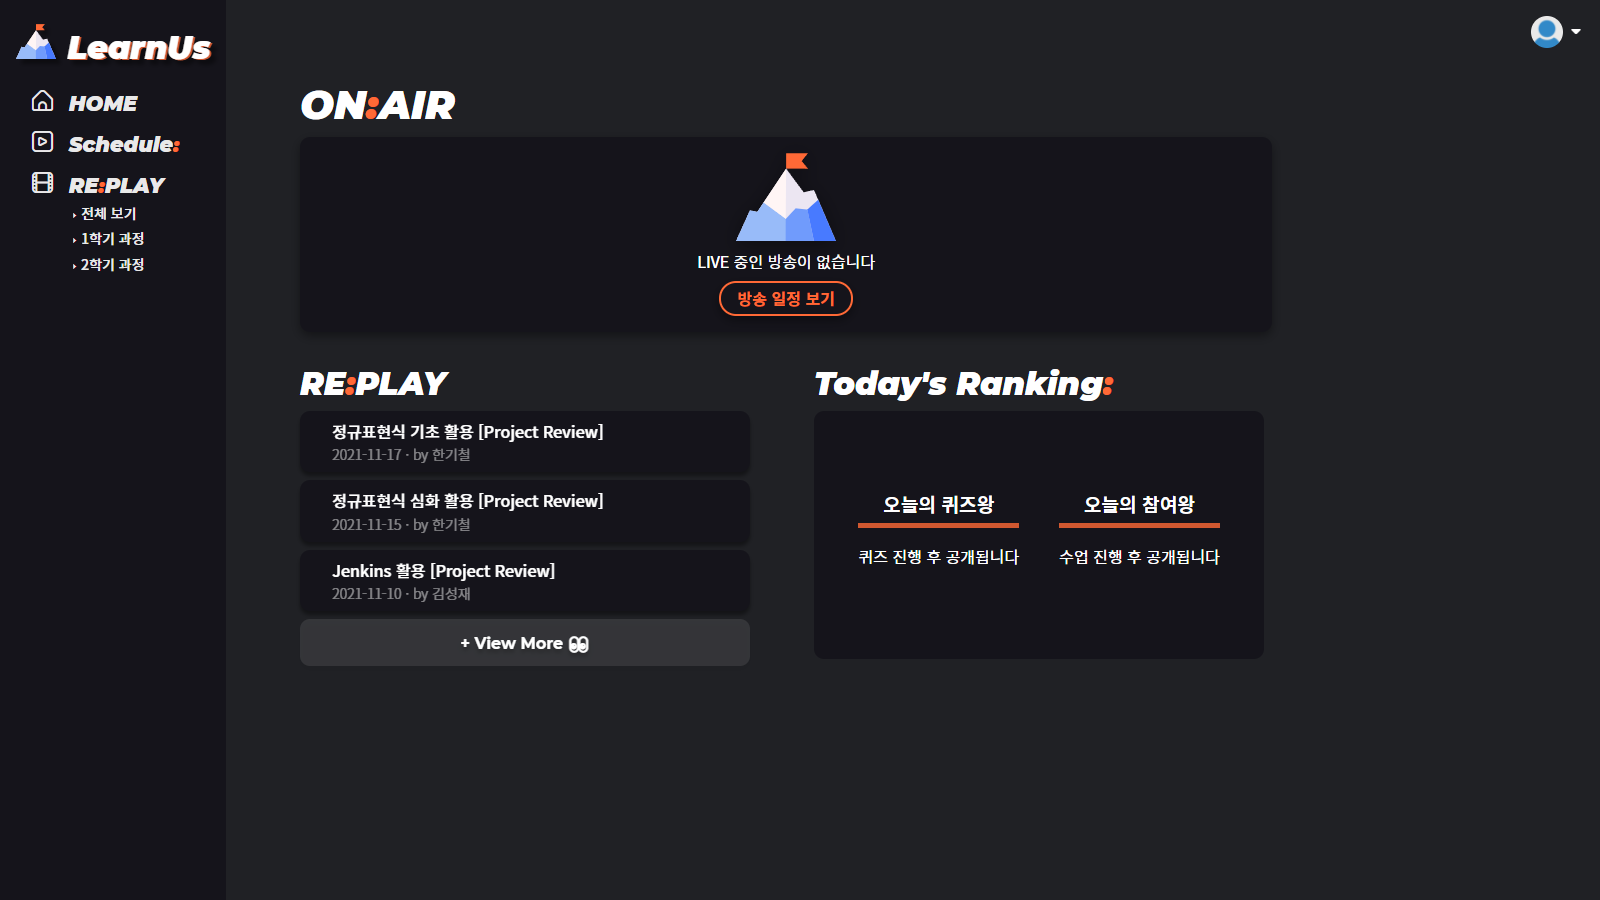 LearnUs
HOME
Schedule:
RE:PLAY
전체 보기
1학기 과정
2학기 과정
ON:AIR
LIVE 중인 방송이 없습니다
방송 일정 보기
RE:PLAY
정규표현식 기초 활용 [Project Review]
2021-11-17 · by 한기철
정규표현식 심화 활용 [Project Review]
2021-11-15 · by 한기철
Jenkins 활용 [Project Review]
2021-11-10 · by 김성재
+ View More 👀
Today's Ranking:
오늘의 퀴즈왕
퀴즈 진행 후 공개됩니다
오늘의 참여왕
수업 진행 후 공개됩니다